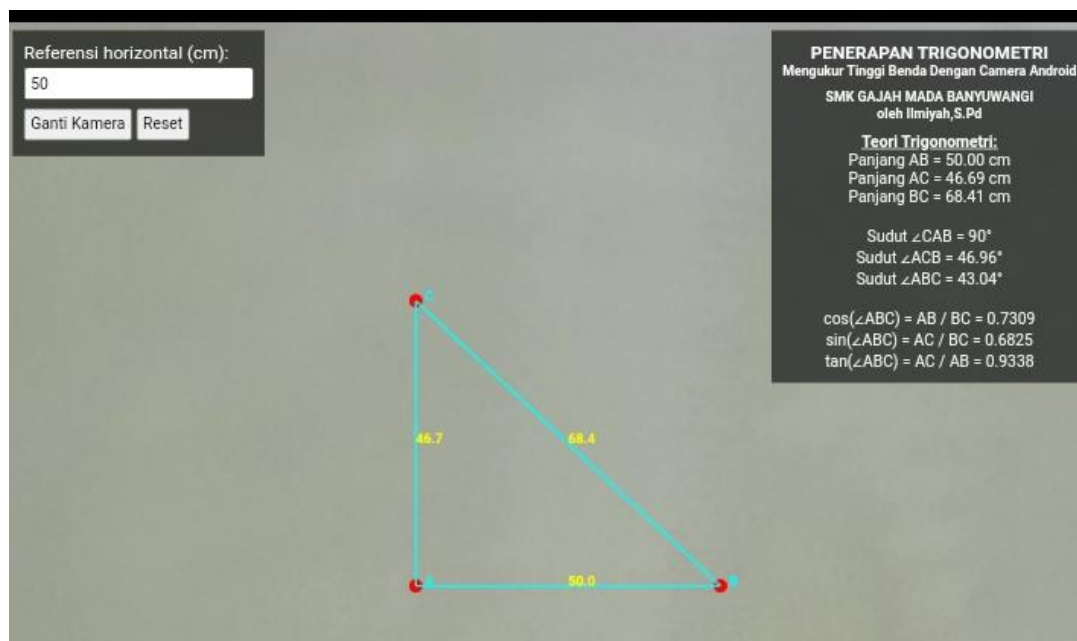 Referensi horizontal (cm):
50
Ganti Kamera Reset
PENERAPAN TRIGONOMETRI
Mengukur Tinggi Benda Dengan Camera Android
SMK GAJAH MADA BANYUWANGI
oleh Ilmiyah,S.Pd
Teori Trigonometri:
Panjang AB = 50.00 cm
Panjang AC = 46.69 cm
Panjang BC = 68.41 cm
Sudut ∠CAB = 90°
Sudut ∠ACB = 46.96°
Sudut ∠ABC = 43.04°
cos(∠ABC) = AB / BC = 0.7309
sin(∠ABC) = AC / BC = 0.6825
tan(∠ABC) = AC / AB = 0.9338
C
46.7 68.4
A 50.0 B